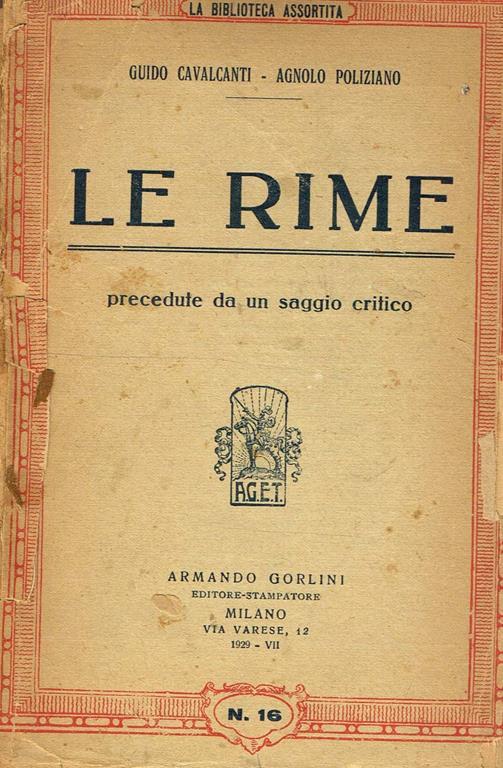 LA BIBLIOTECA ASSORTITA
GUIDO CAVALCANTI - AGNOLO POLIZIANO
LE RIME
precedute da un saggio critico
A.G.E.T.
ARMANDO GORLINI
EDITORE-STAMPATORE
MILANO
VIA VARESE, 12
1929 - VII
N. 16